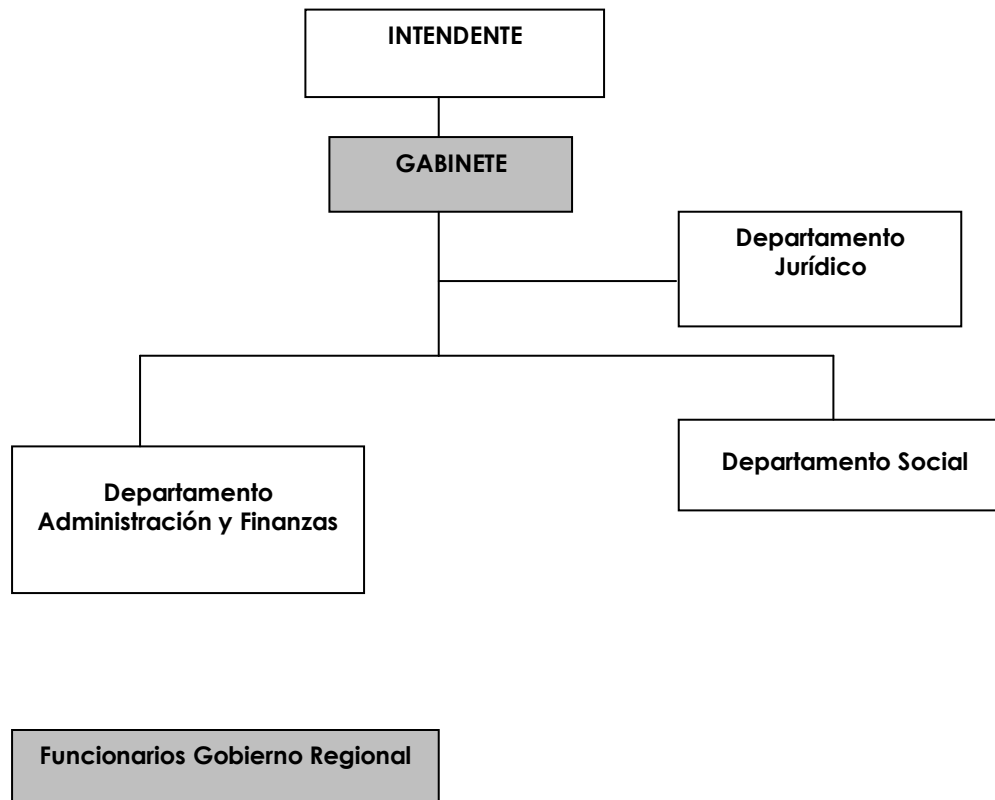 INTENDENTE
GABINETE
Departamento
Jurídico
Departamento Social
Departamento
Administración y Finanzas
Funcionarios Gobierno Regional